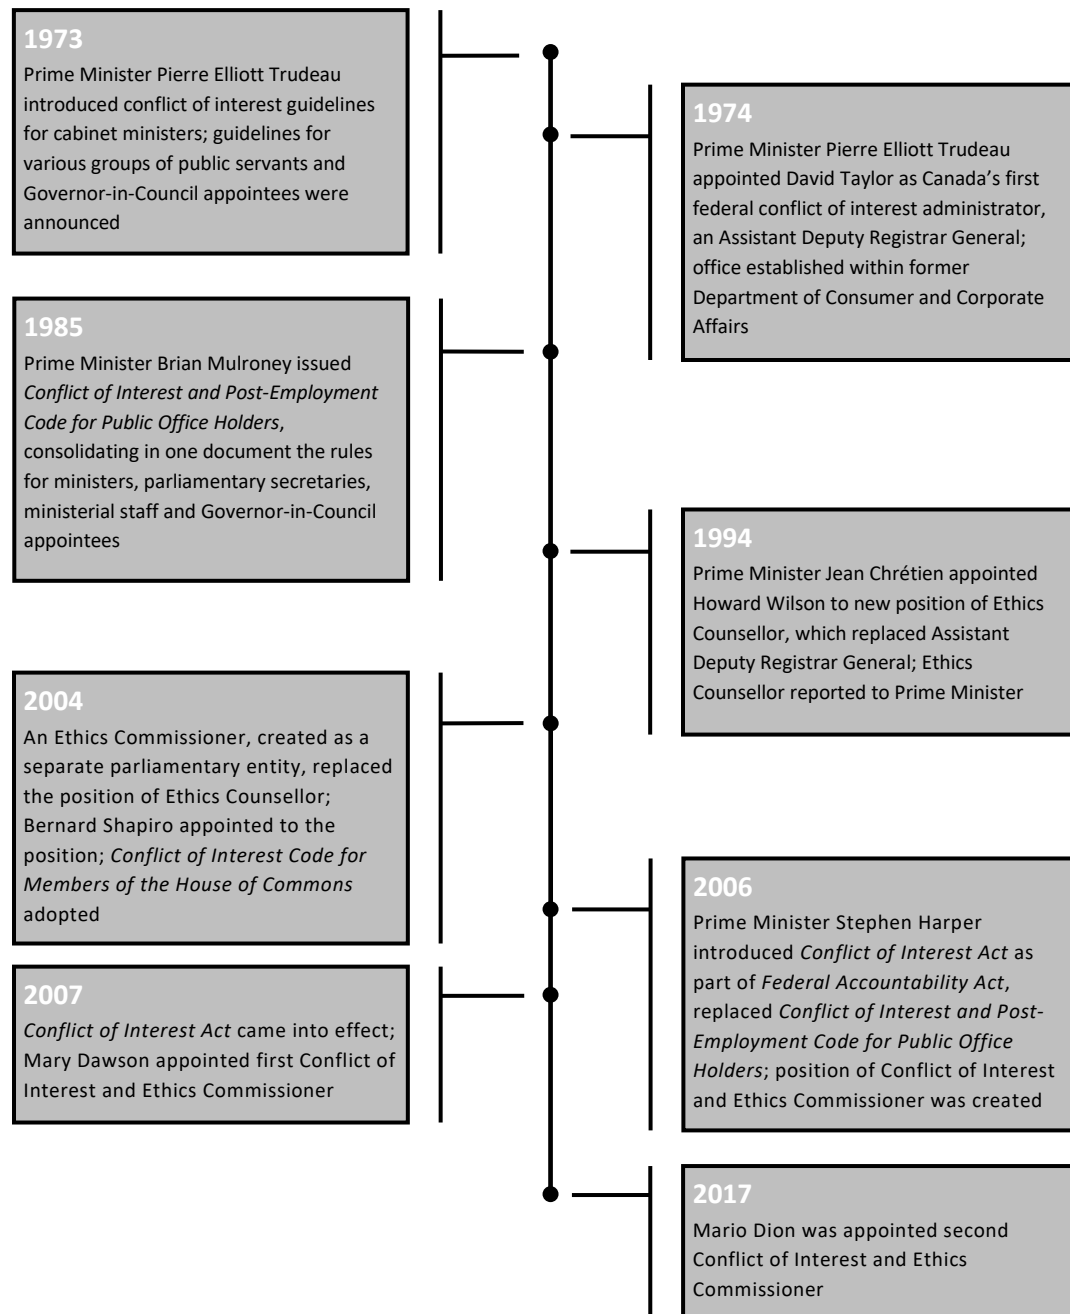 1973
Prime Minister Pierre Elliott Trudeau
introduced conflict of interest guidelines
for cabinet ministers; guidelines for
various groups of public servants and
Governor-in-Council appointees were
announced
1974
Prime Minister Pierre Elliott Trudeau
appointed David Taylor as Canada’s first
federal conflict of interest administrator,
an Assistant Deputy Registrar General;
office established within former
Department of Consumer and Corporate
Affairs
1985
Prime Minister Brian Mulroney issued
Conflict of Interest and Post-Employment
Code for Public Office Holders,
consolidating in one document the rules
for ministers, parliamentary secretaries,
ministerial staff and Governor-in-Council
appointees
1994
Prime Minister Jean Chrétien appointed
Howard Wilson to new position of Ethics
Counsellor, which replaced Assistant
Deputy Registrar General; Ethics
Counsellor reported to Prime Minister
2004
An Ethics Commissioner, created as a
separate parliamentary entity, replaced
the position of Ethics Counsellor;
Bernard Shapiro appointed to the
position; Conflict of Interest Code for
Members of the House of Commons
adopted
2006
Prime Minister Stephen Harper
introduced Conflict of Interest Act as
part of Federal Accountability Act,
replaced Conflict of Interest and Post-
Employment Code for Public Office
Holders; position of Conflict of Interest
and Ethics Commissioner was created
2007
Conflict of Interest Act came into effect;
Mary Dawson appointed first Conflict of
Interest and Ethics Commissioner
2017
Mario Dion was appointed second
Conflict of Interest and Ethics
Commissioner